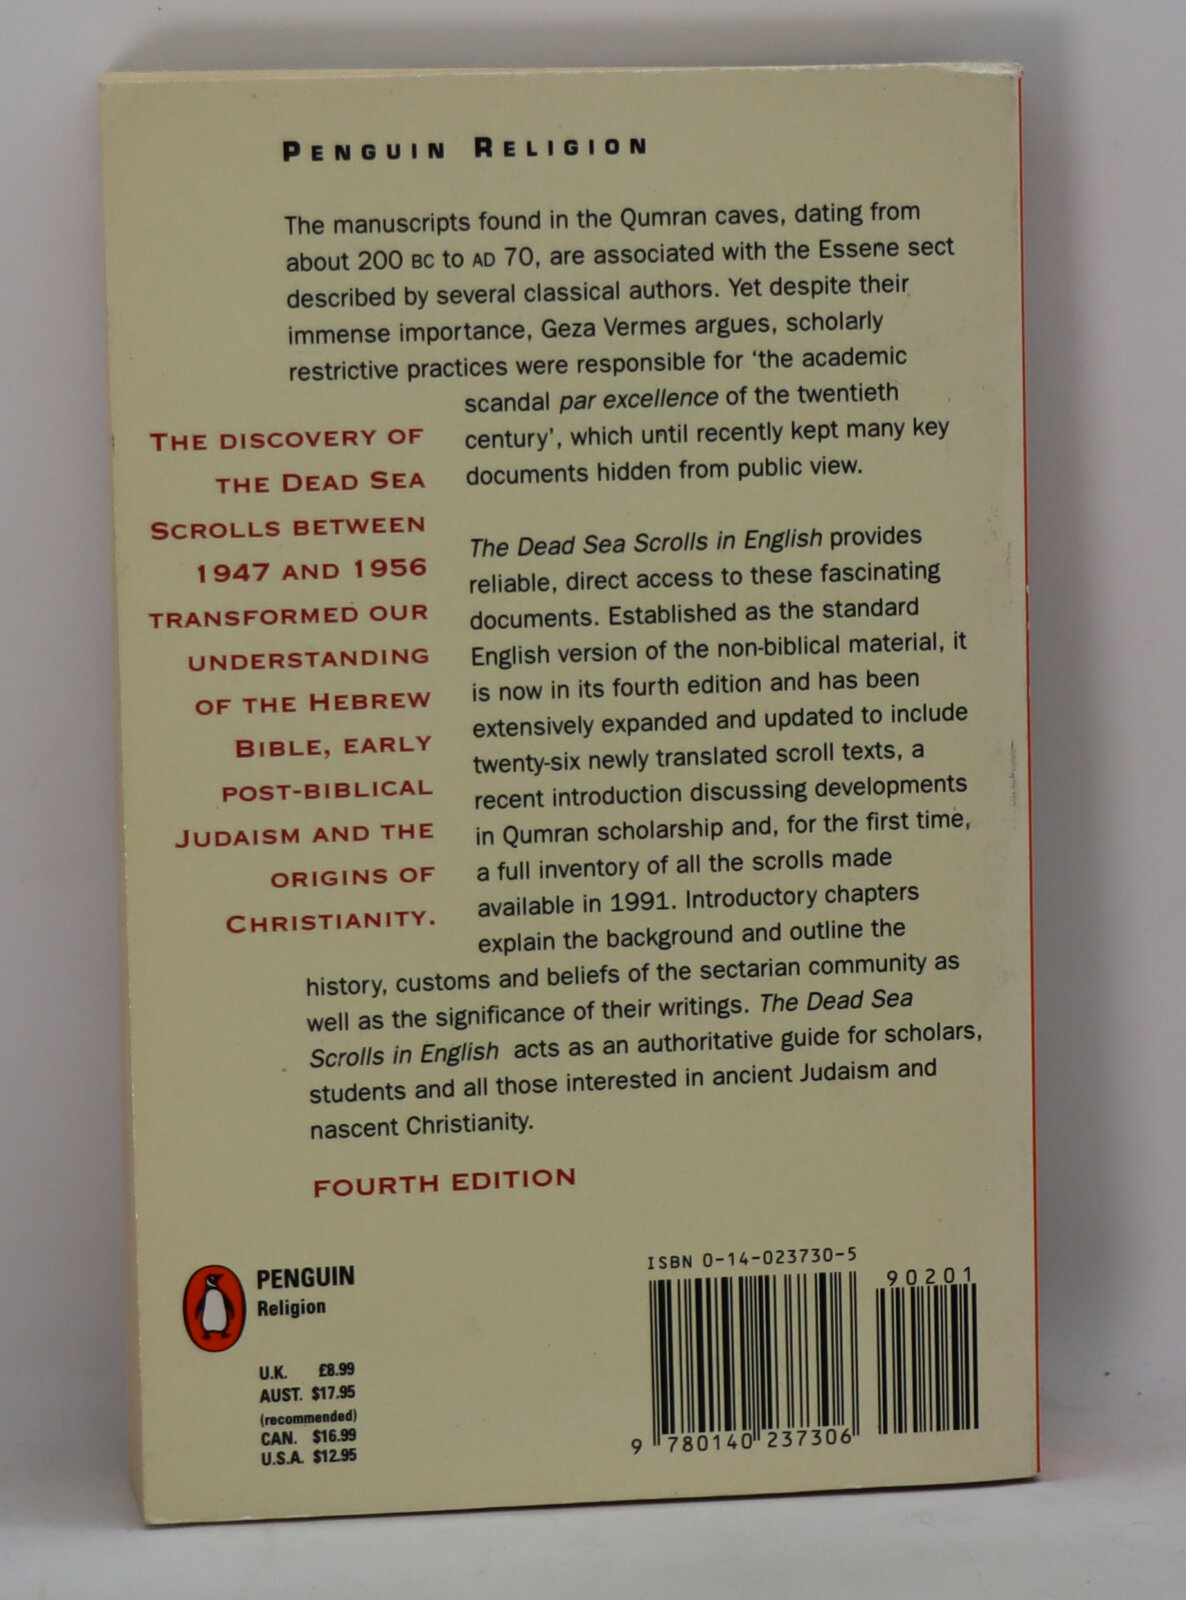 PENGUIN RELIGION
The manuscripts found in the Qumran caves, dating from
about 200 BC to AD 70, are associated with the Essene sect
described by several classical authors. Yet despite their
immense importance, Geza Vermes argues, scholarly
restrictive practices were responsible for ‘the academic
scandal par excellence of the twentieth
century’, which until recently kept many key
documents hidden from public view.
THE DISCOVERY OF
THE DEAD SEA
SCROLLS BETWEEN
1947 AND 1956
TRANSFORMED OUR
UNDERSTANDING
OF THE HEBREW
BIBLE, EARLY
POST-BIBLICAL
JUDAISM AND THE
ORIGINS OF
CHRISTIANITY.
The Dead Sea Scrolls in English provides
reliable, direct access to these fascinating
documents. Established as the standard
English version of the non-biblical material, it
is now in its fourth edition and has been
extensively expanded and updated to include
twenty-six newly translated scroll texts, a
recent introduction discussing developments
in Qumran scholarship and, for the first time,
a full inventory of all the scrolls made
available in 1991. Introductory chapters
explain the background and outline the
history, customs and beliefs of the sectarian community as
well as the significance of their writings. The Dead Sea
Scrolls in English acts as an authoritative guide for scholars,
students and all those interested in ancient Judaism and
nascent Christianity.
FOURTH EDITION
PENGUIN
Religion
U.K. £8.99
AUST. $17.95
(recommended)
CAN. $16.99
U.S.A. $12.95
ISBN 0-14-023730-5
90201
9 780140 237306